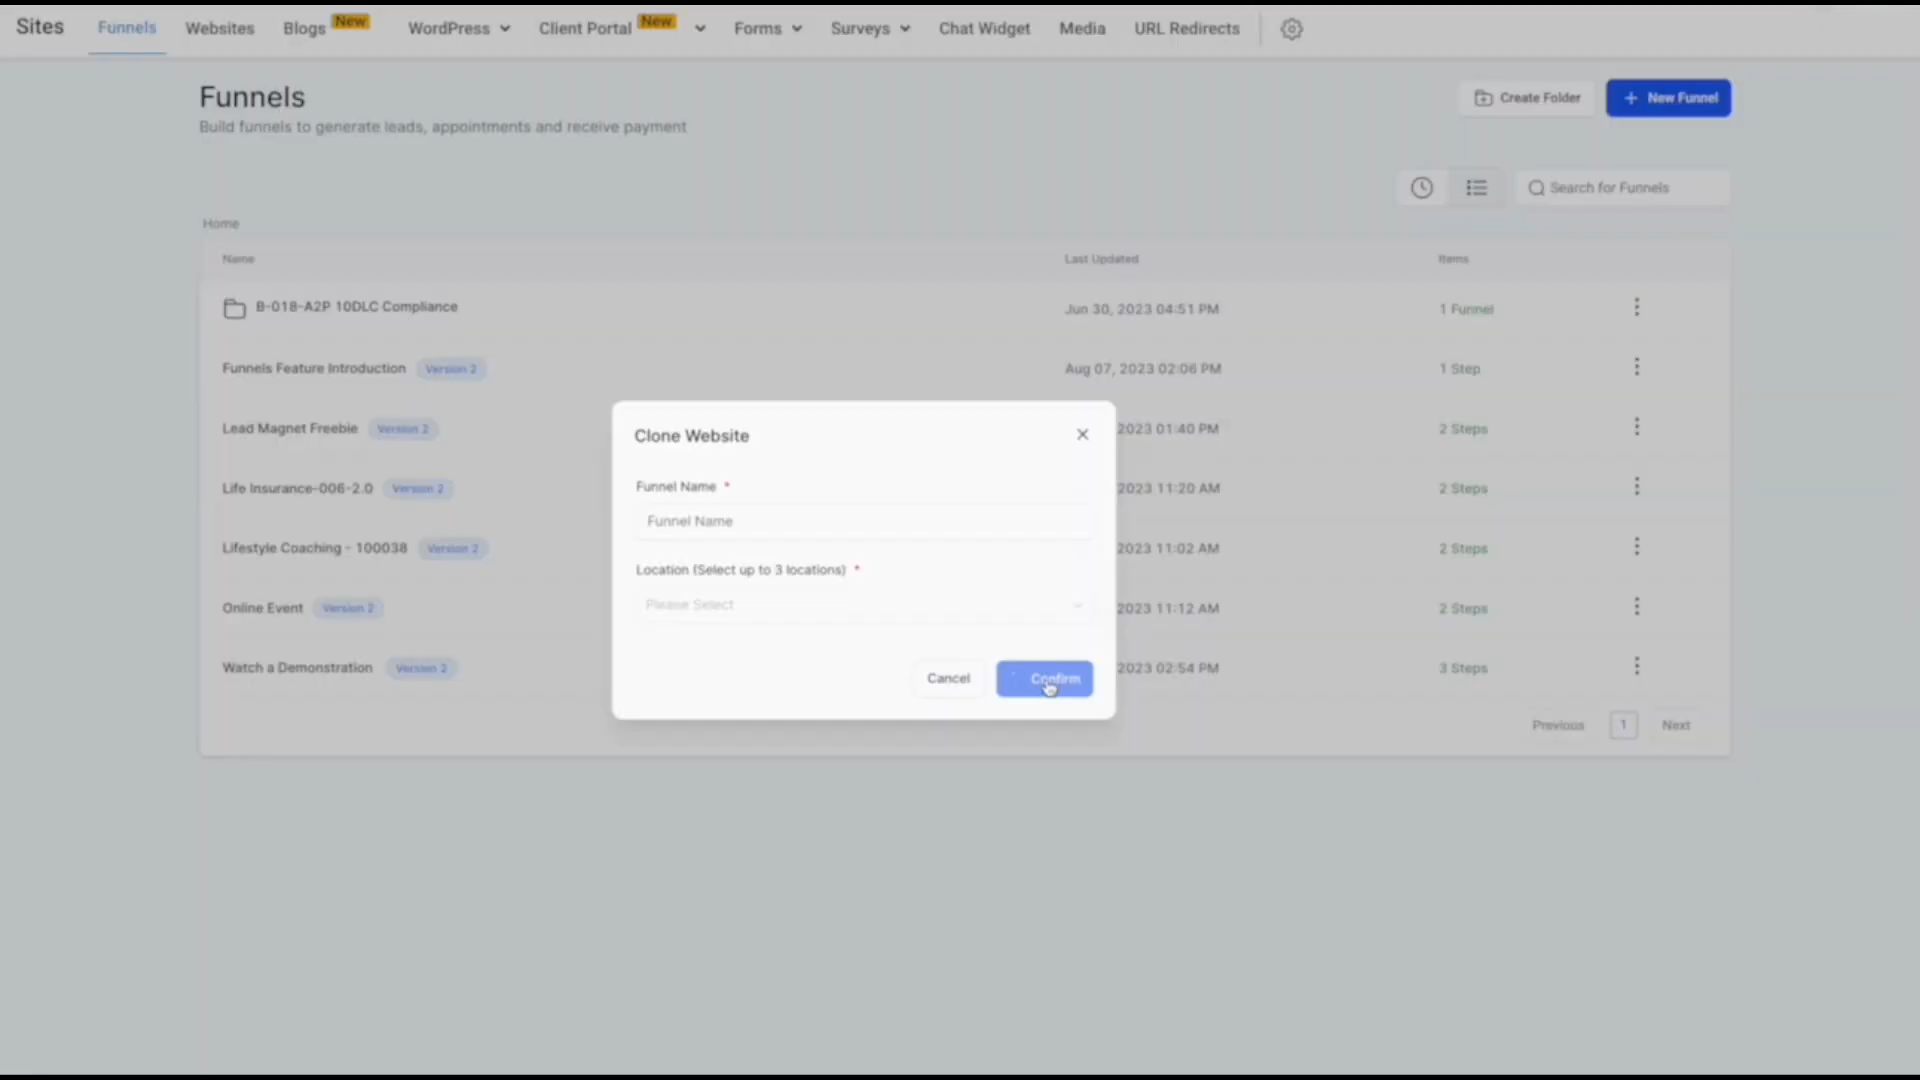 Sites Funnels Websites Blogs New WordPress Client Portal New Forms Surveys Chat Widget Media URL Redirects
Funnels
Create Folder
+ New Funnel
Build funnels to generate leads, appointments and receive payment
Search for Funnels
Home
Name Last Updated Items
B-018-A2P 10DLC Compliance Jun 30, 2023 04:51 PM 1 Funnel
Funnels Feature Introduction Version 2 Aug 07, 2023 02:06 PM 1 Step
Lead Magnet Freebie Version 2 2023 01:40 PM 2 Steps
Life Insurance-006-2.0 Version 2 2023 11:20 AM 2 Steps
Lifestyle Coaching - 100038 Version 2 2023 11:02 AM 2 Steps
Online Event Version 2 2023 11:12 AM 2 Steps
Watch a Demonstration Version 2 2023 02:54 PM 3 Steps
Previous 1 Next
Clone Website
Funnel Name *
Funnel Name
Location (Select up to 3 locations) *
Please Select
Cancel Confirm